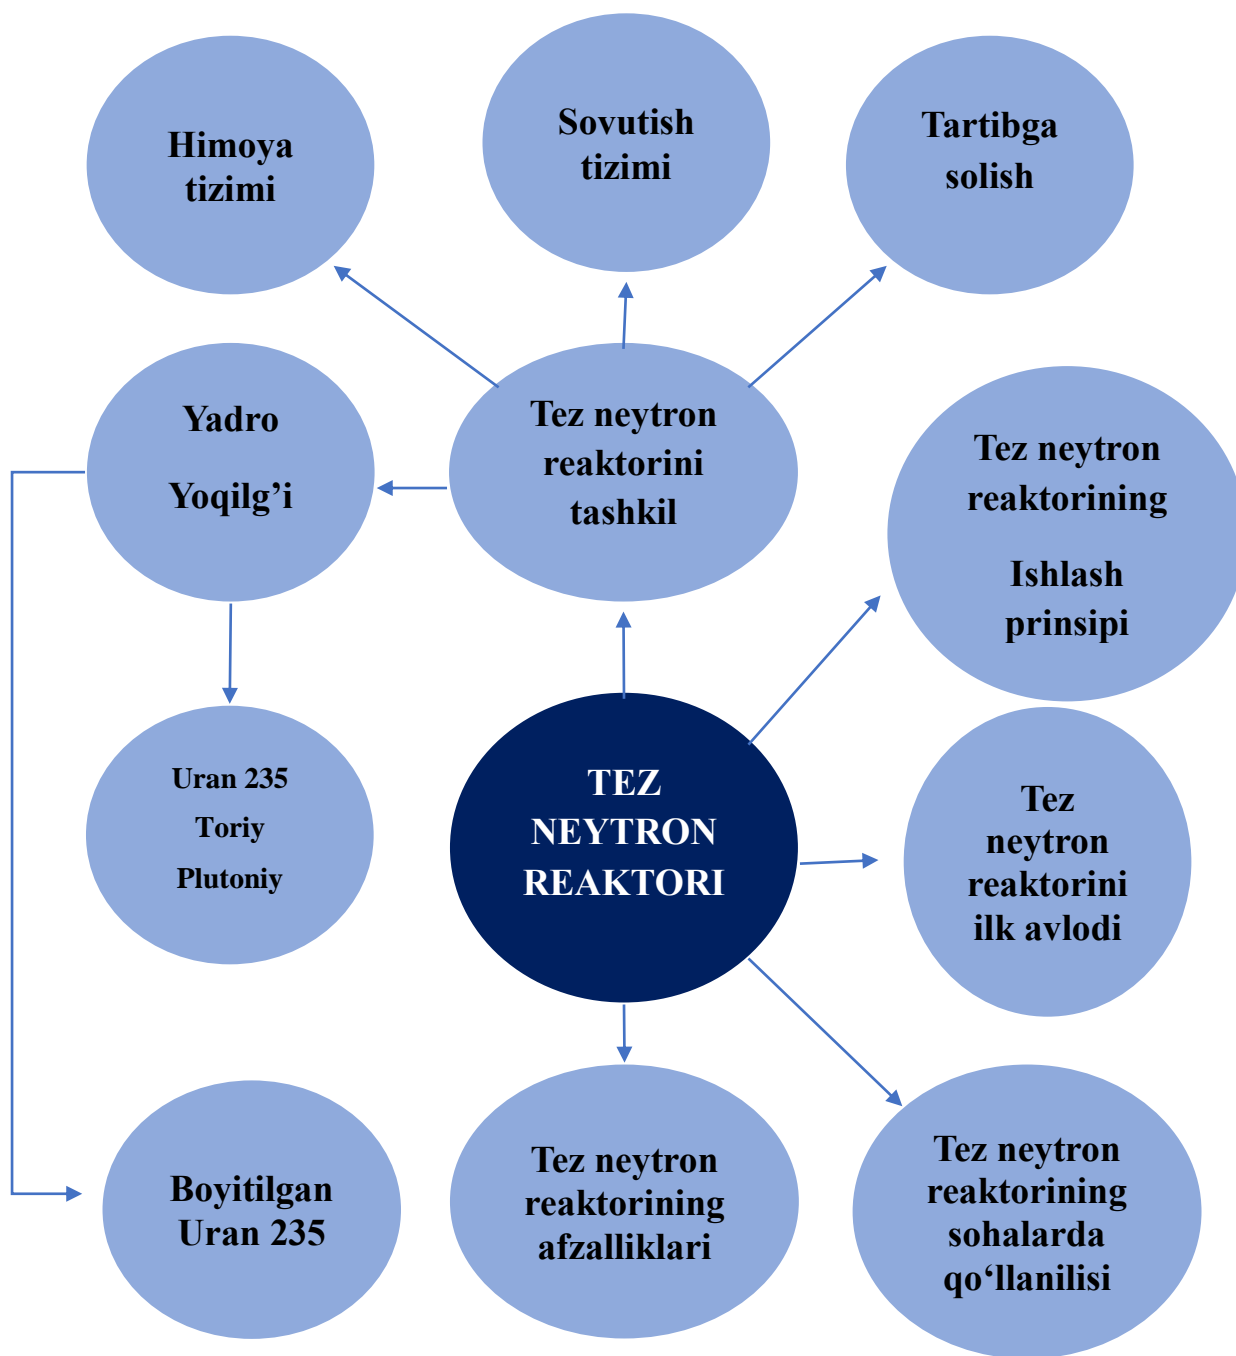 Himoya
tizimi
Sovutish
tizimi
Tartibga
solish
Yadro
Yoqilg’i
Tez neytron
reaktorini
tashkil
Tez neytron
reaktorining
Ishlash
prinsipi
Uran 235
Toriy
Plutoniy
TEZ
NEYTRON
REAKTORI
Tez
neytron
reaktorini
ilk avlodi
Boyitilgan
Uran 235
Tez neytron
reaktorining
afzalliklari
Tez neytron
reaktorining
sohalarda
qo‘llanilisi